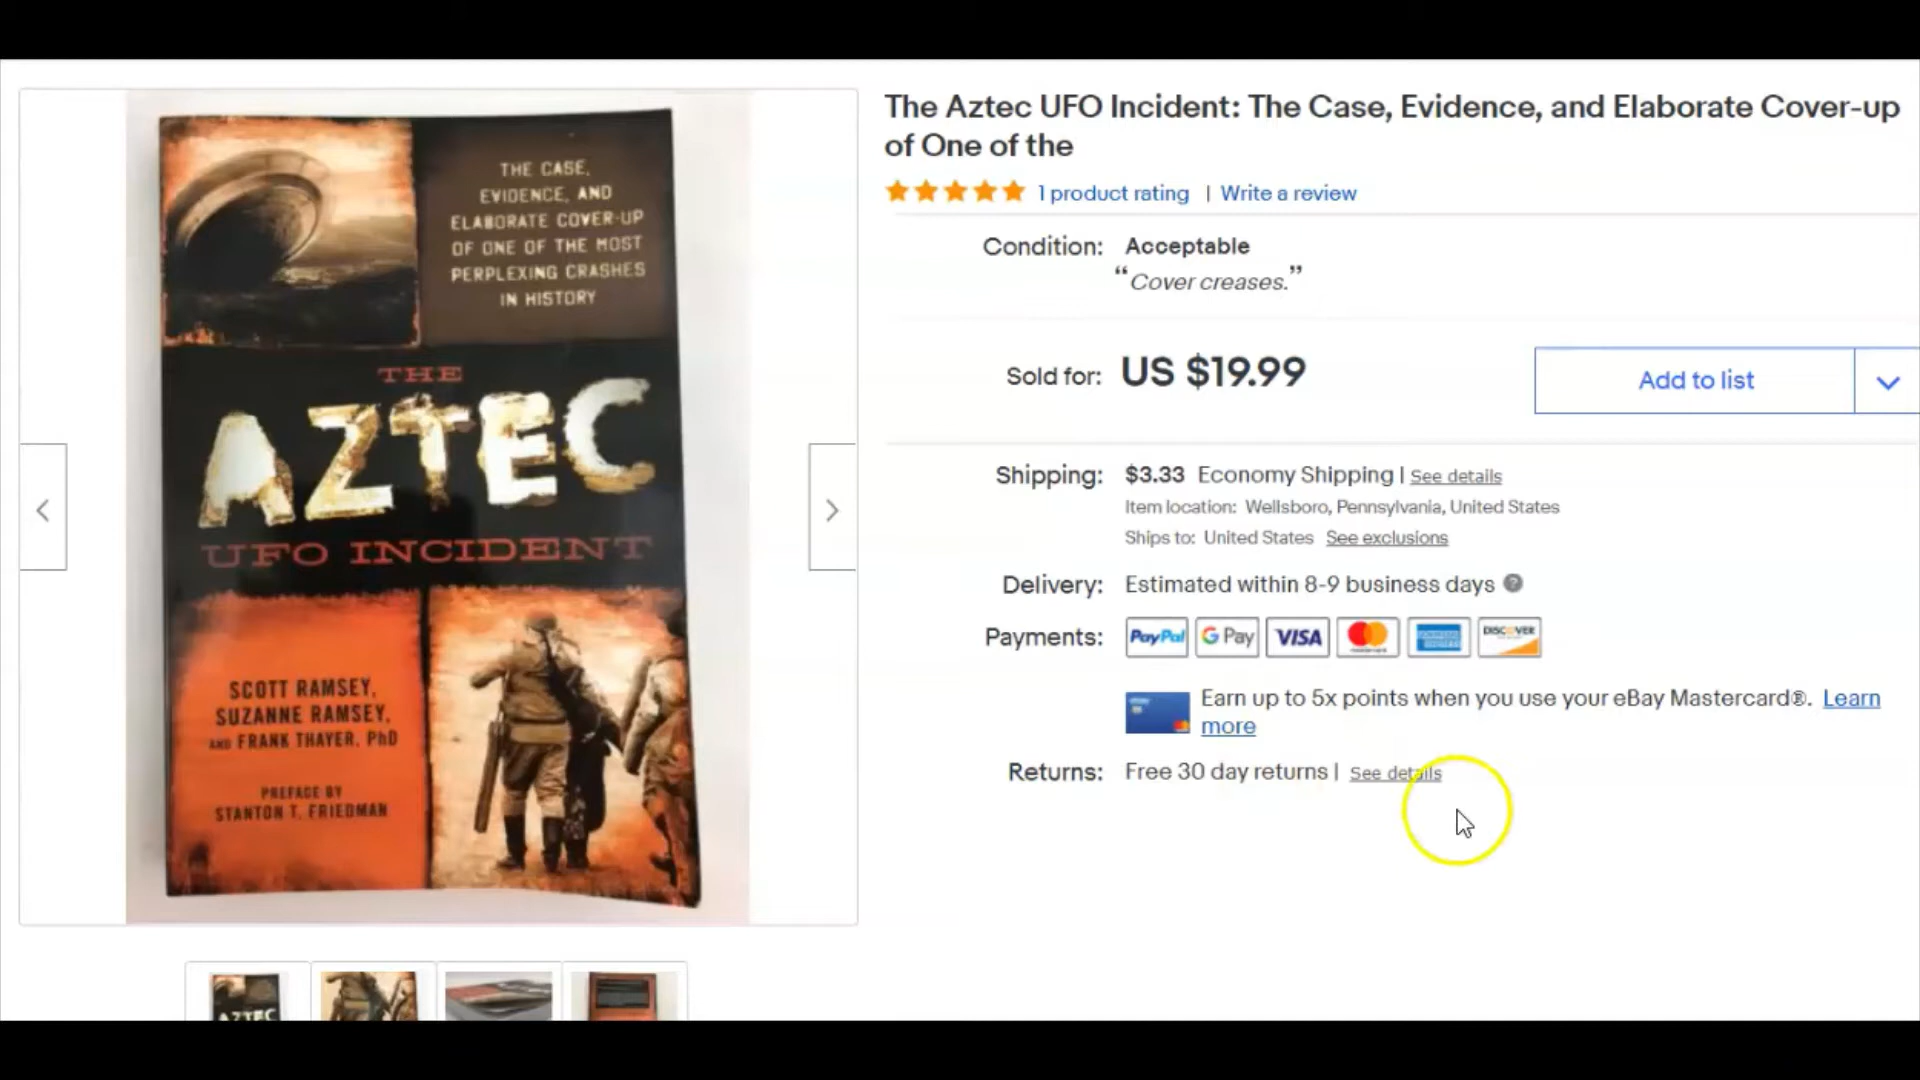 THE CASE,
EVIDENCE, AND
ELABORATE COVER-UP
OF ONE OF THE MOST
PERPLEXING CRASHES
IN HISTORY
THE
AZTEC
UFO INCIDENT
SCOTT RAMSEY,
SUZANNE RAMSEY,
AND FRANK THAYER, PhD
PREFACE BY
STANTON T. FRIEDMAN
AZTEC
The Aztec UFO Incident: The Case, Evidence, and Elaborate Cover-up
of One of the
1 product rating | Write a review
Condition: Acceptable
“Cover creases.”
Sold for: US $19.99
Add to list
Shipping: $3.33 Economy Shipping | See details
Item location: Wellsboro, Pennsylvania, United States
Ships to: United States See exclusions
Delivery: Estimated within 8-9 business days ?
Payments: PayPal G Pay VISA mastercard AMERICAN EXPRESS DISCOVER
Earn up to 5x points when you use your eBay Mastercard®. Learn
more
Returns: Free 30 day returns | See details